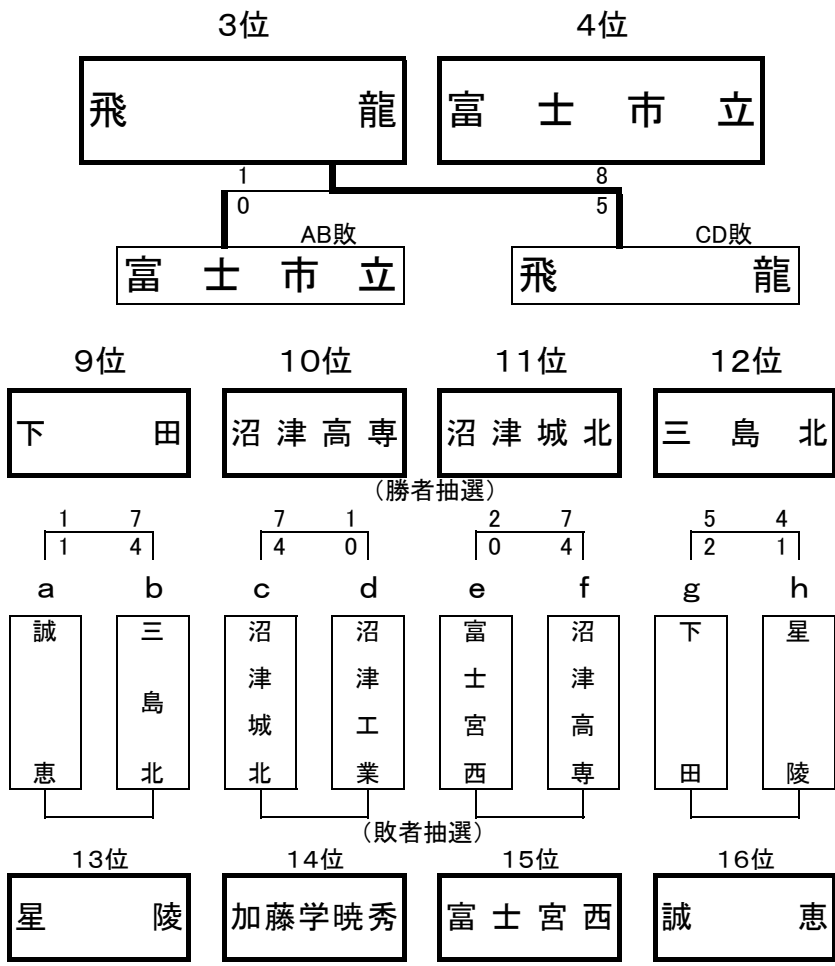 3位 4位
飛龍 富士市立
1 8
0 5
AB敗 CD敗
富士市立 飛龍
9位 10位 11位 12位
下田 沼津高専 沼津城北 三島北
(勝者抽選)
1 7 7 1 2 7 5 4
1 4 4 0 0 4 2 1
a b c d e f g h
誠恵 三島北 沼津城北 沼津工業 富士宮西 沼津高専 下田 星陵
(敗者抽選)
13位 14位 15位 16位
星陵 加藤学暁秀 富士宮西 誠恵